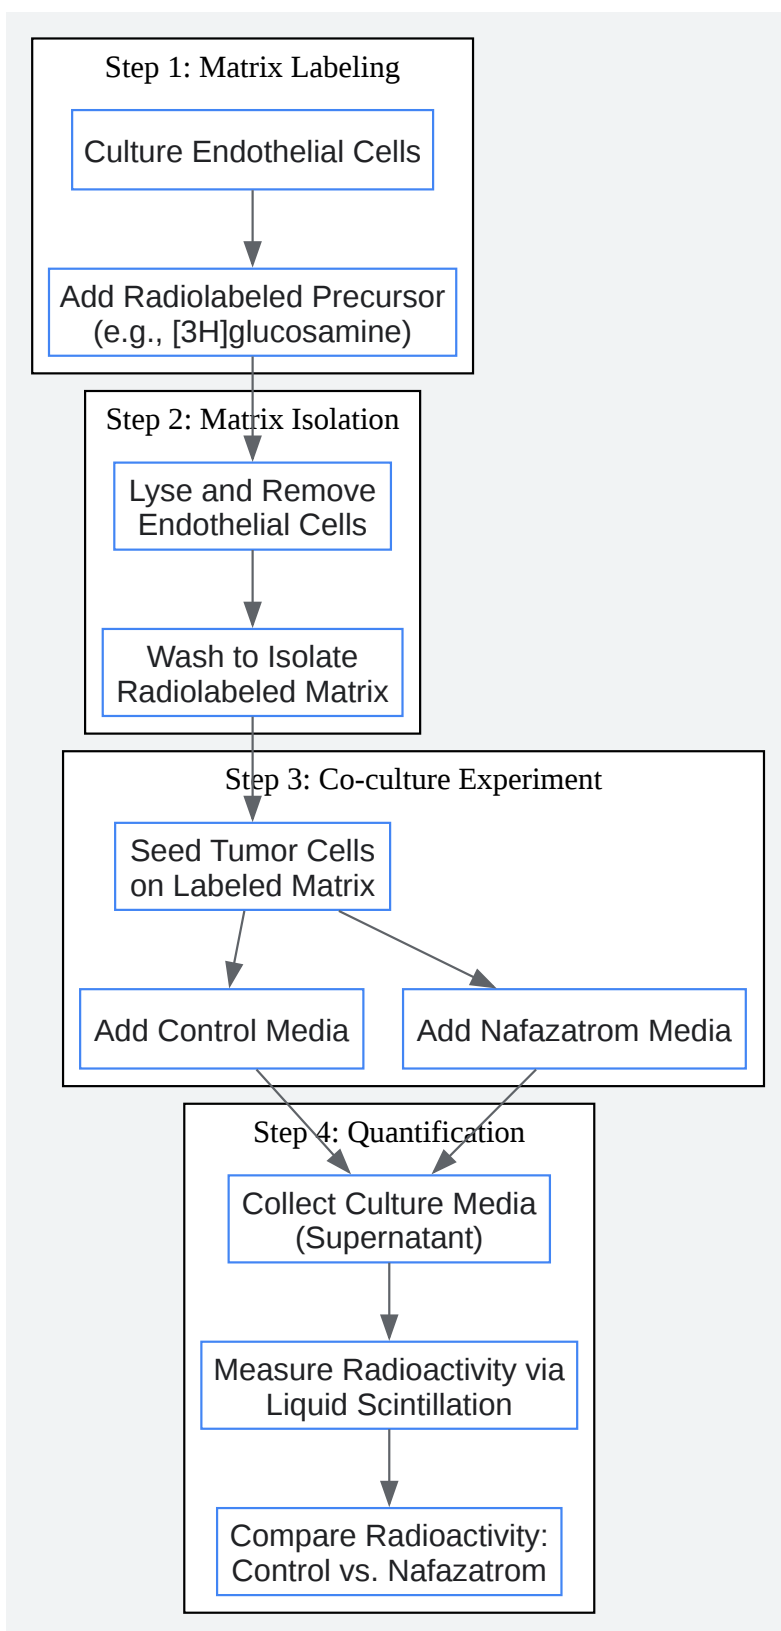 Step 1: Matrix Labeling
Culture Endothelial Cells
Add Radiolabeled Precursor
(e.g., [3H]glucosamine)
Step 2: Matrix Isolation
Lyse and Remove
Endothelial Cells
Wash to Isolate
Radiolabeled Matrix
Step 3: Co-culture Experiment
Seed Tumor Cells
on Labeled Matrix
Add Control Media
Add Nafazatrom Media
Step 4: Quantification
Collect Culture Media
(Supernatant)
Measure Radioactivity via
Liquid Scintillation
Compare Radioactivity:
Control vs. Nafazatrom